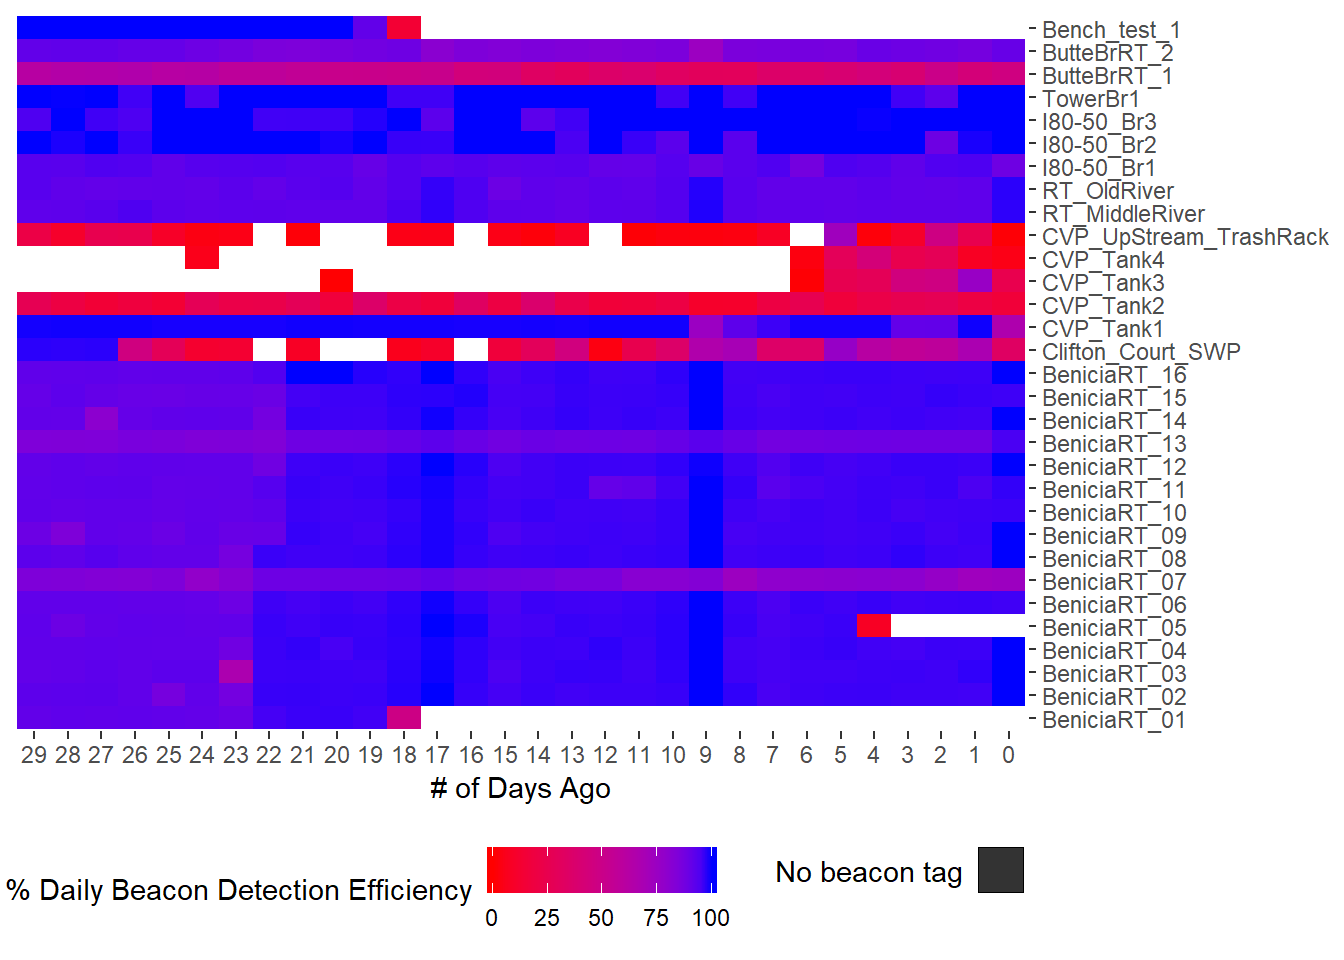 Bench_test_1
ButteBrRT_2
ButteBrRT_1
TowerBr1
I80-50_Br3
I80-50_Br2
I80-50_Br1
RT_OldRiver
RT_MiddleRiver
CVP_UpStream_TrashRack
CVP_Tank4
CVP_Tank3
CVP_Tank2
CVP_Tank1
Clifton_Court_SWP
BeniciaRT_16
BeniciaRT_15
BeniciaRT_14
BeniciaRT_13
BeniciaRT_12
BeniciaRT_11
BeniciaRT_10
BeniciaRT_09
BeniciaRT_08
BeniciaRT_07
BeniciaRT_06
BeniciaRT_05
BeniciaRT_04
BeniciaRT_03
BeniciaRT_02
BeniciaRT_01
29 28 27 26 25 24 23 22 21 20 19 18 17 16 15 14 13 12 11 10 9 8 7 6 5 4 3 2 1 0
# of Days Ago
% Daily Beacon Detection Efficiency
0 25 50 75 100
No beacon tag